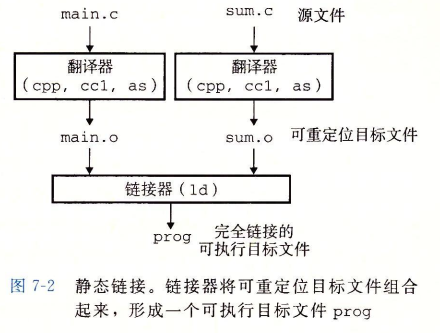 main.c sum.c 源文件
翻译器 翻译器
(cpp, cc1, as) (cpp, cc1, as)
main.o sum.o 可重定位目标文件
链接器(ld)
prog 完全链接的
可执行目标文件
图 7-2 静态链接。链接器将可重定位目标文件组合
起来，形成一个可执行目标文件 prog